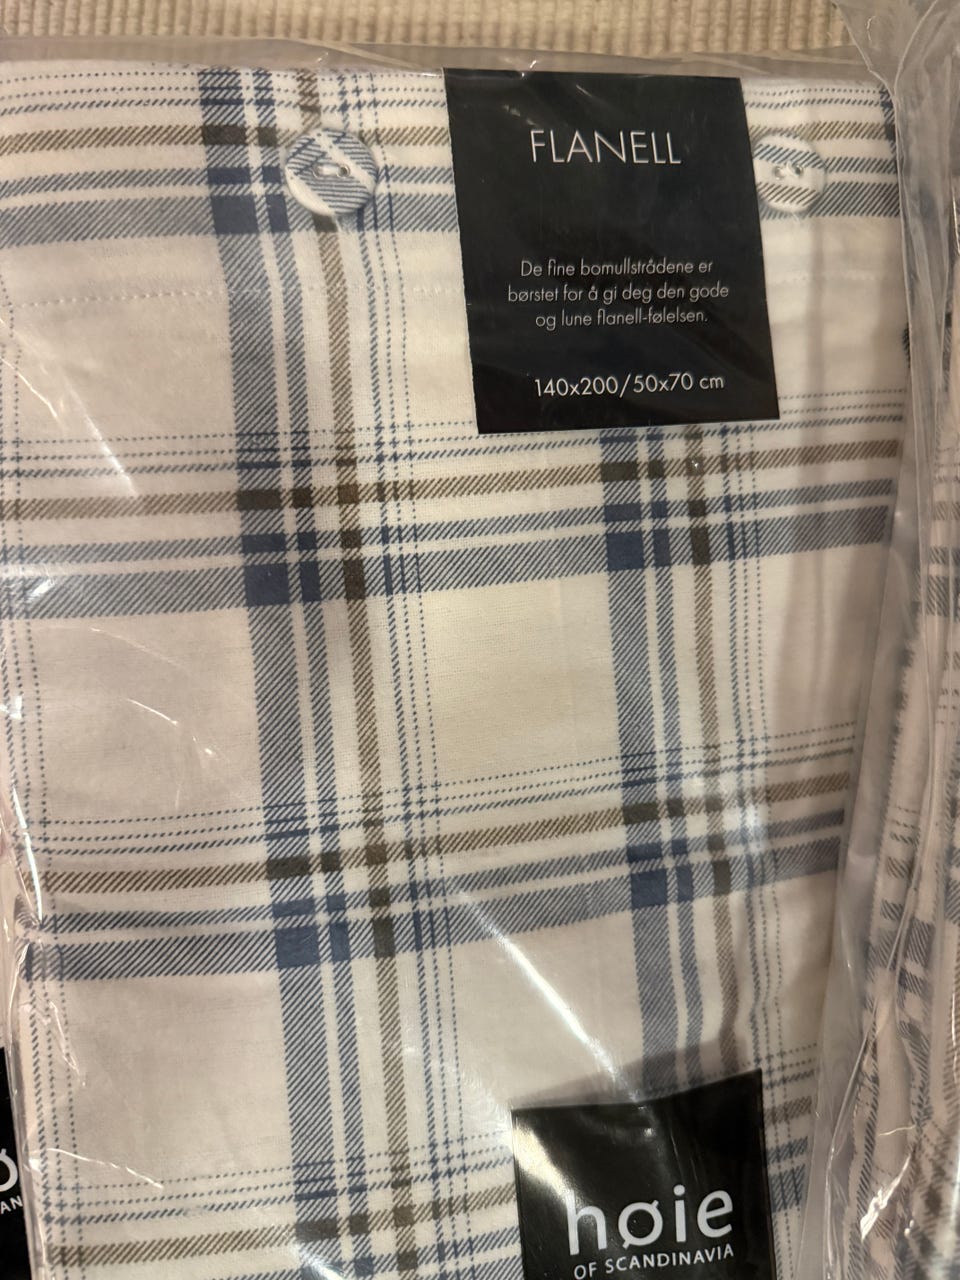 FLANELL
De fine bomullstrådene er
børstet for å gi deg den gode
og lune flanell-følelsen.
140x200/50x70 cm
høie
OF SCANDINAVIA
ø
AN